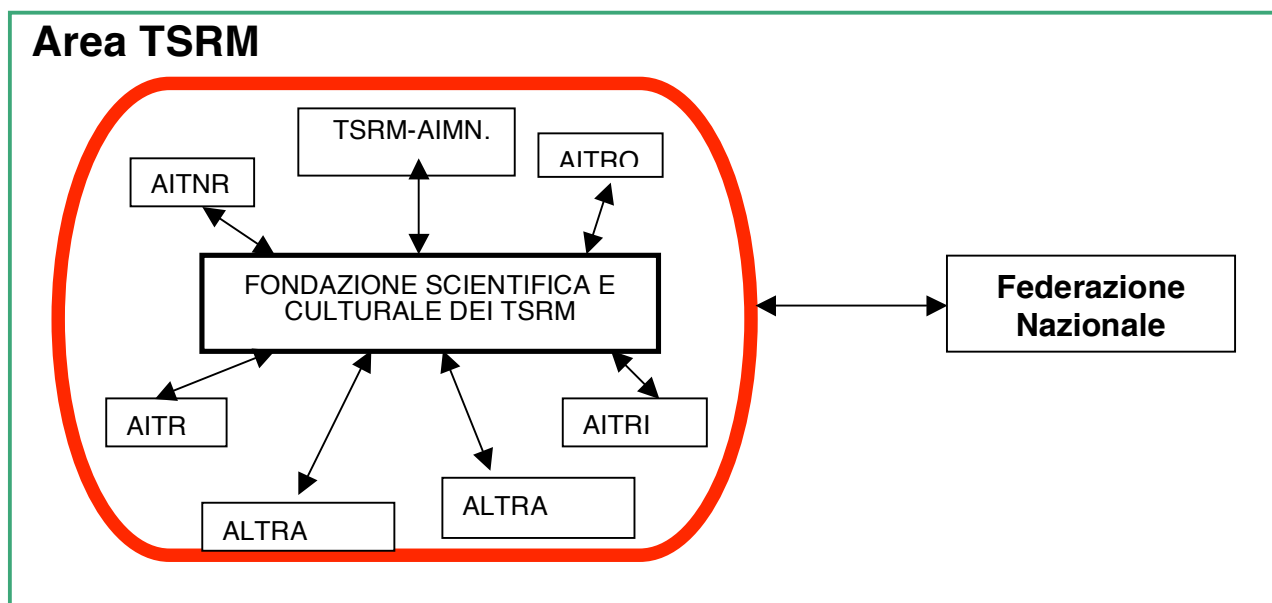 Area TSRM
TSRM-AIMN.
AITRO
AITNR
FONDAZIONE SCIENTIFICA E
CULTURALE DEI TSRM
Federazione
Nazionale
AITR
AITRI
ALTRA
ALTRA